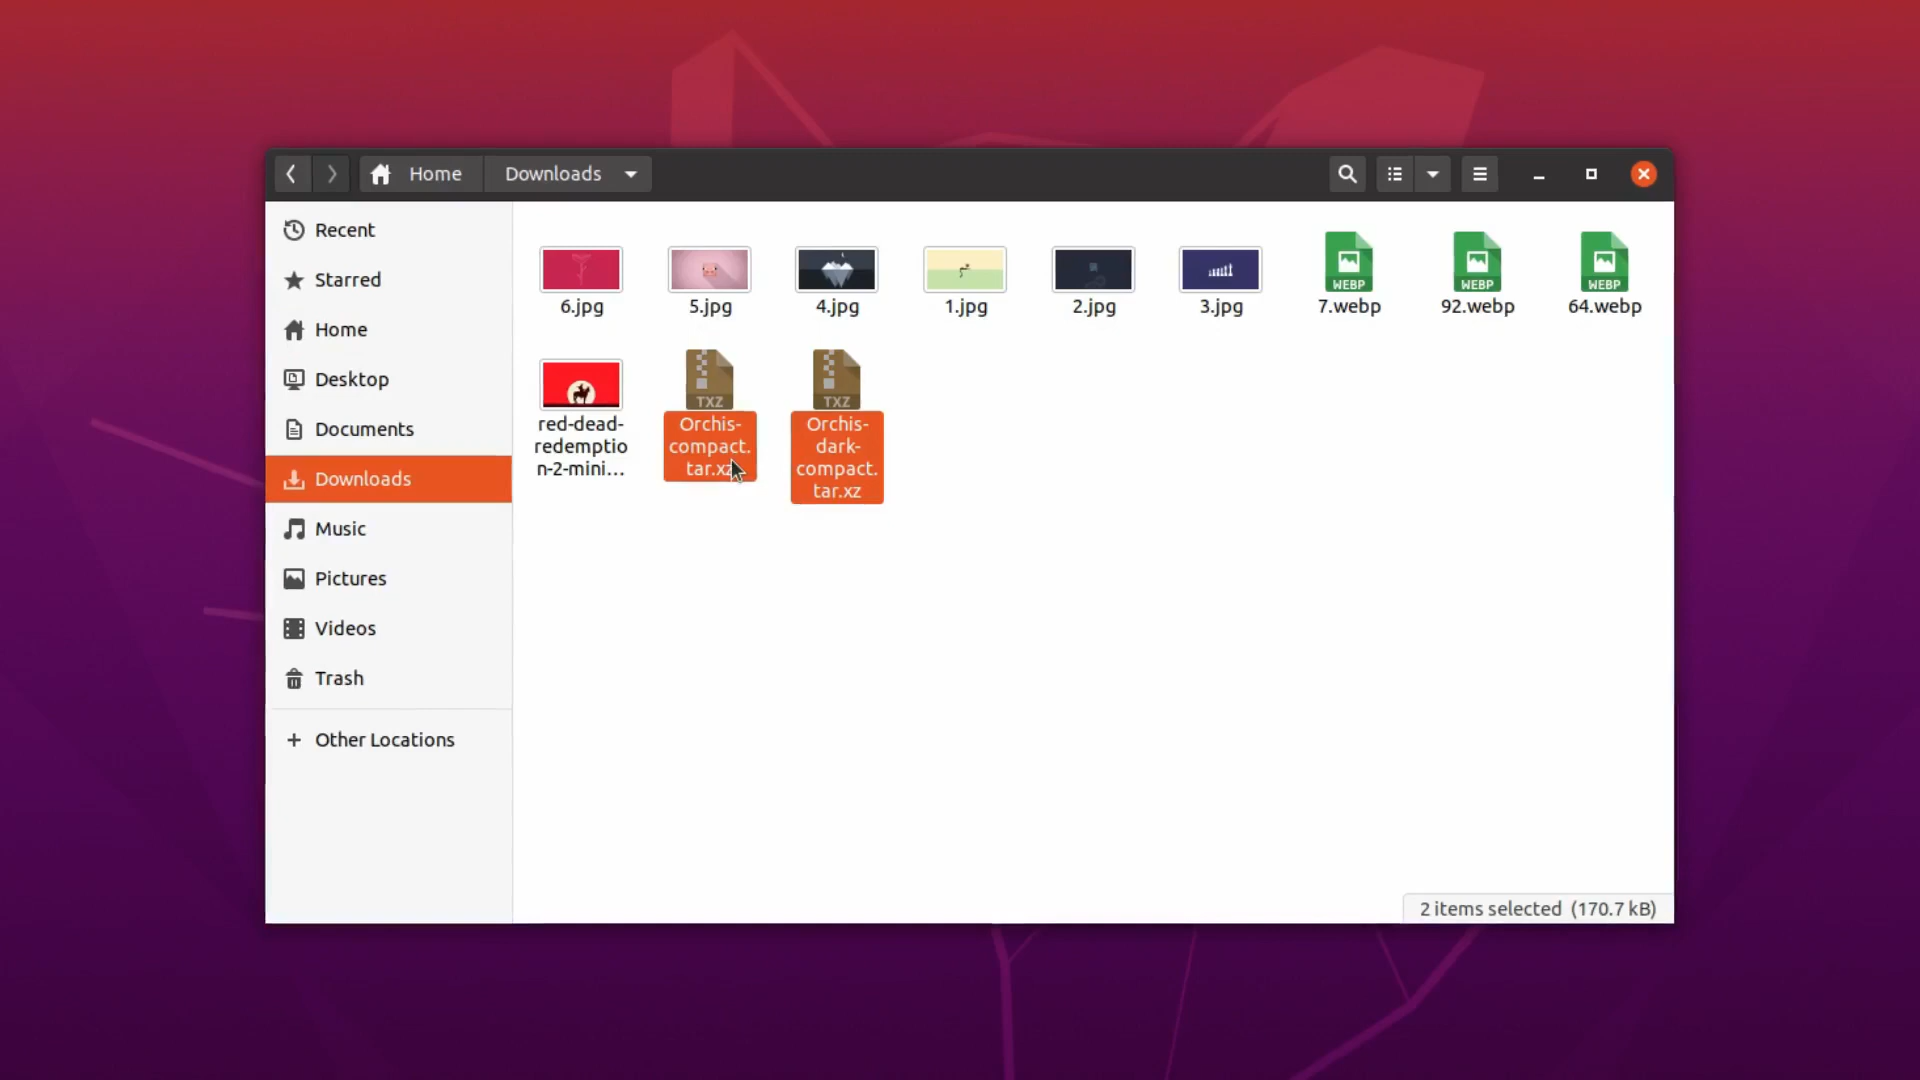 Home
Downloads
Recent
Starred
Home
Desktop
Documents
Downloads
Music
Pictures
Videos
Trash
Other Locations
6.jpg
5.jpg
4.jpg
1.jpg
2.jpg
3.jpg
WEBP
7.webp
WEBP
92.webp
WEBP
64.webp
red-dead-
redemptio
n-2-mini...
TXZ
Orchis-
compact.
tar.xz
TXZ
Orchis-
dark-
compact.
tar.xz
2 items selected (170.7 kB)